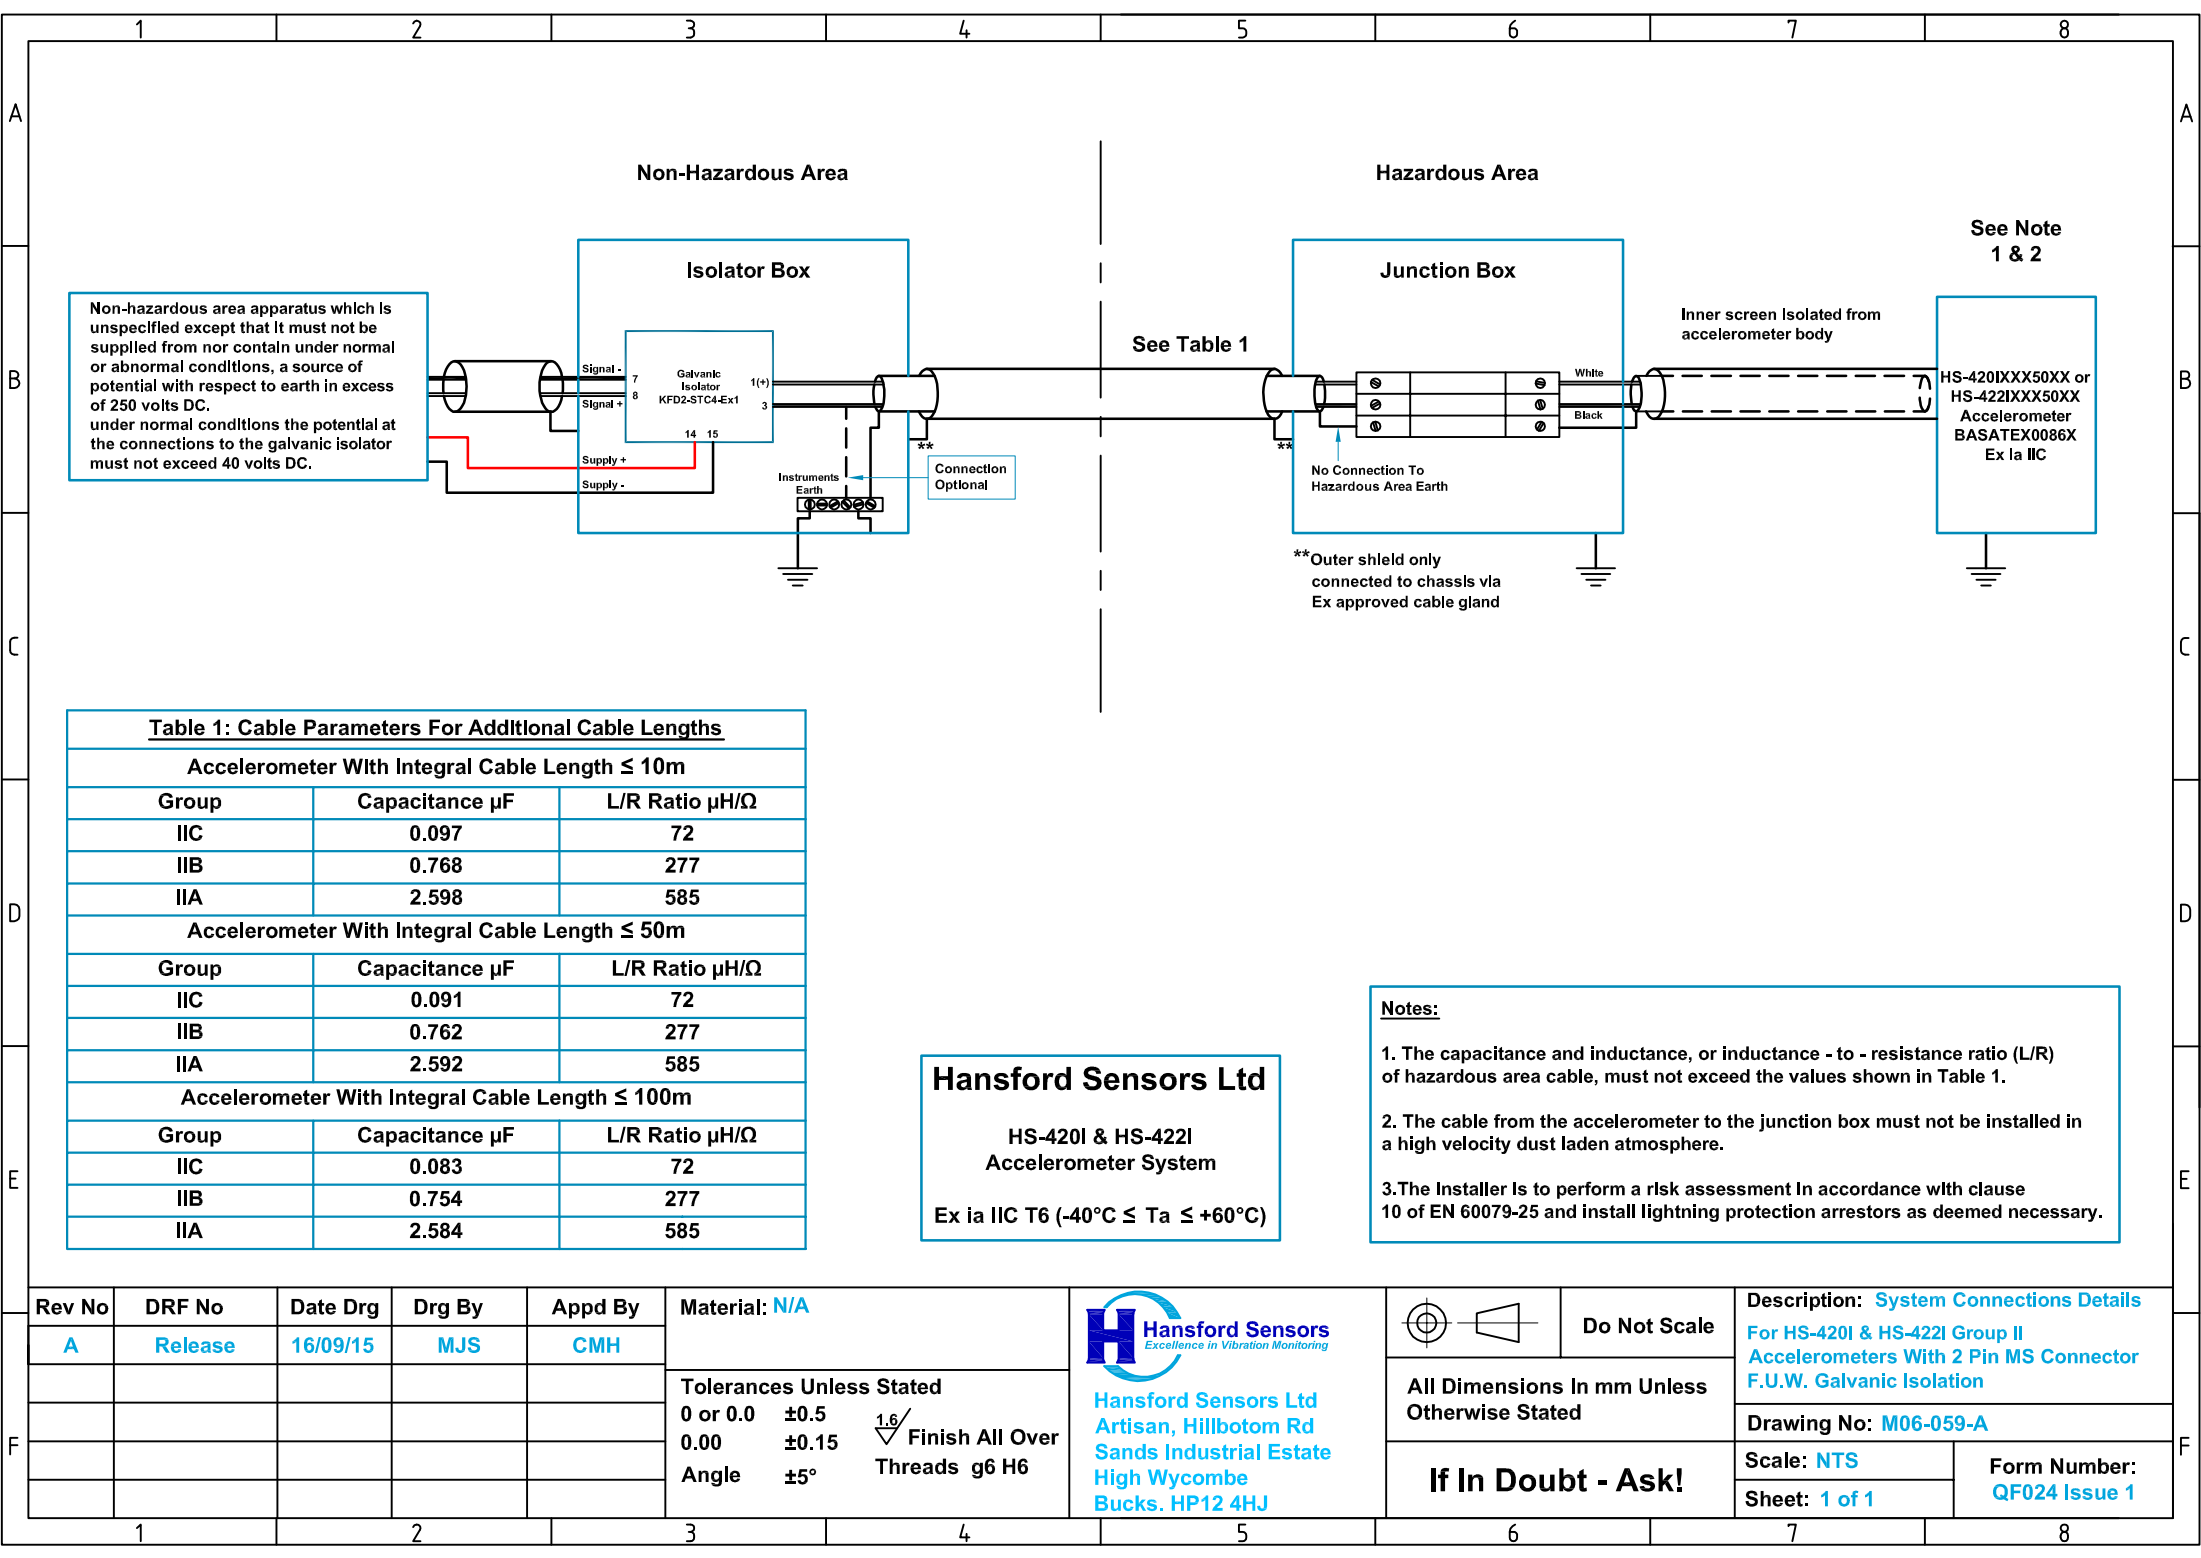 1 2 3 4 5 6 7 8
A A
B B
C C
D D
E E
F F
Non-Hazardous Area
Hazardous Area
See Note
1 & 2
Isolator Box
Junction Box
Non-hazardous area apparatus which is
unspecified except that it must not be
supplied from nor contain under normal
or abnormal conditions, a source of
potential with respect to earth in excess
of 250 volts DC.
under normal conditions the potential at
the connections to the galvanic isolator
must not exceed 40 volts DC.
Signal -
7
8
Signal +
Galvanic
Isolator
KFD2-STC4-Ex1
1(+)
3
14 15
Supply +
Supply -
Instruments
Earth
**
Connection
Optional
See Table 1
**
White
Black
No Connection To
Hazardous Area Earth
**Outer shield only
connected to chassis via
Ex approved cable gland
Inner screen isolated from
accelerometer body
HS-420IXXX50XX or
HS-422IXXX50XX
Accelerometer
BASATEX0086X
Ex ia IIC
Table 1: Cable Parameters For Additional Cable Lengths
Accelerometer With Integral Cable Length ≤ 10m
Group Capacitance µF L/R Ratio µH/Ω
IIC 0.097 72
IIB 0.768 277
IIA 2.598 585
Accelerometer With Integral Cable Length ≤ 50m
Group Capacitance µF L/R Ratio µH/Ω
IIC 0.091 72
IIB 0.762 277
IIA 2.592 585
Accelerometer With Integral Cable Length ≤ 100m
Group Capacitance µF L/R Ratio µH/Ω
IIC 0.083 72
IIB 0.754 277
IIA 2.584 585
Hansford Sensors Ltd
HS-420I & HS-422I
Accelerometer System
Ex ia IIC T6 (-40°C ≤ Ta ≤ +60°C)
Notes:
1. The capacitance and inductance, or inductance - to - resistance ratio (L/R)
of hazardous area cable, must not exceed the values shown in Table 1.
2. The cable from the accelerometer to the junction box must not be installed in
a high velocity dust laden atmosphere.
3.The Installer is to perform a risk assessment in accordance with clause
10 of EN 60079-25 and install lightning protection arrestors as deemed necessary.
Rev No DRF No Date Drg Drg By Appd By
A Release 16/09/15 MJS CMH
Material: N/A
Tolerances Unless Stated
0 or 0.0 ±0.5
0.00 ±0.15
Angle ±5°
1.6 Finish All Over
Threads g6 H6
H Hansford Sensors
Excellence in Vibration Monitoring
Hansford Sensors Ltd
Artisan, Hillbotom Rd
Sands Industrial Estate
High Wycombe
Bucks. HP12 4HJ
Do Not Scale
All Dimensions In mm Unless
Otherwise Stated
If In Doubt - Ask!
Description: System Connections Details
For HS-420I & HS-422I Group II
Accelerometers With 2 Pin MS Connector
F.U.W. Galvanic Isolation
Drawing No: M06-059-A
Scale: NTS
Sheet: 1 of 1
Form Number:
QF024 Issue 1
1 2 3 4 5 6 7 8